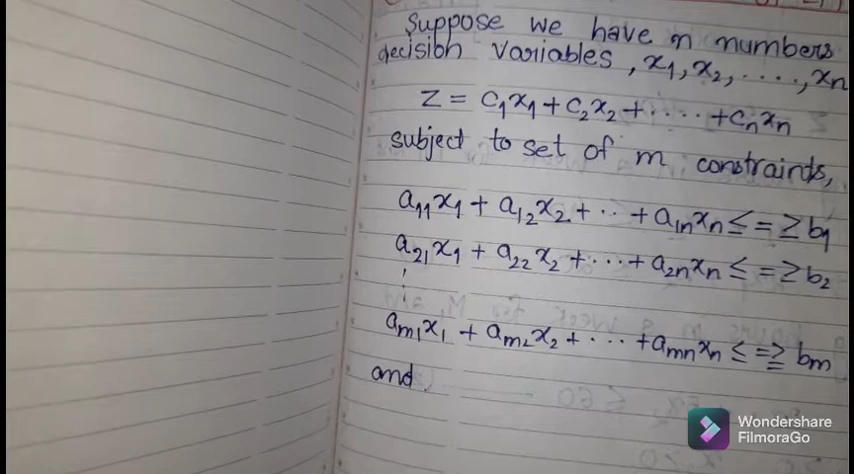 Suppose we have n numbers
decision variables, x1, x2, ...., xn
Z = c1x1 + c2x2 + ..... + cnxn
subject to set of m constraints,
a11x1 + a12x2 + ... + a1nxn ≤ = ≥ b1
a21x1 + a22x2 + ... + a2nxn ≤ = ≥ b2
am1x1 + am2x2 + ... + amnxn ≤ = ≥ bm
and
Wondershare
FilmoraGo